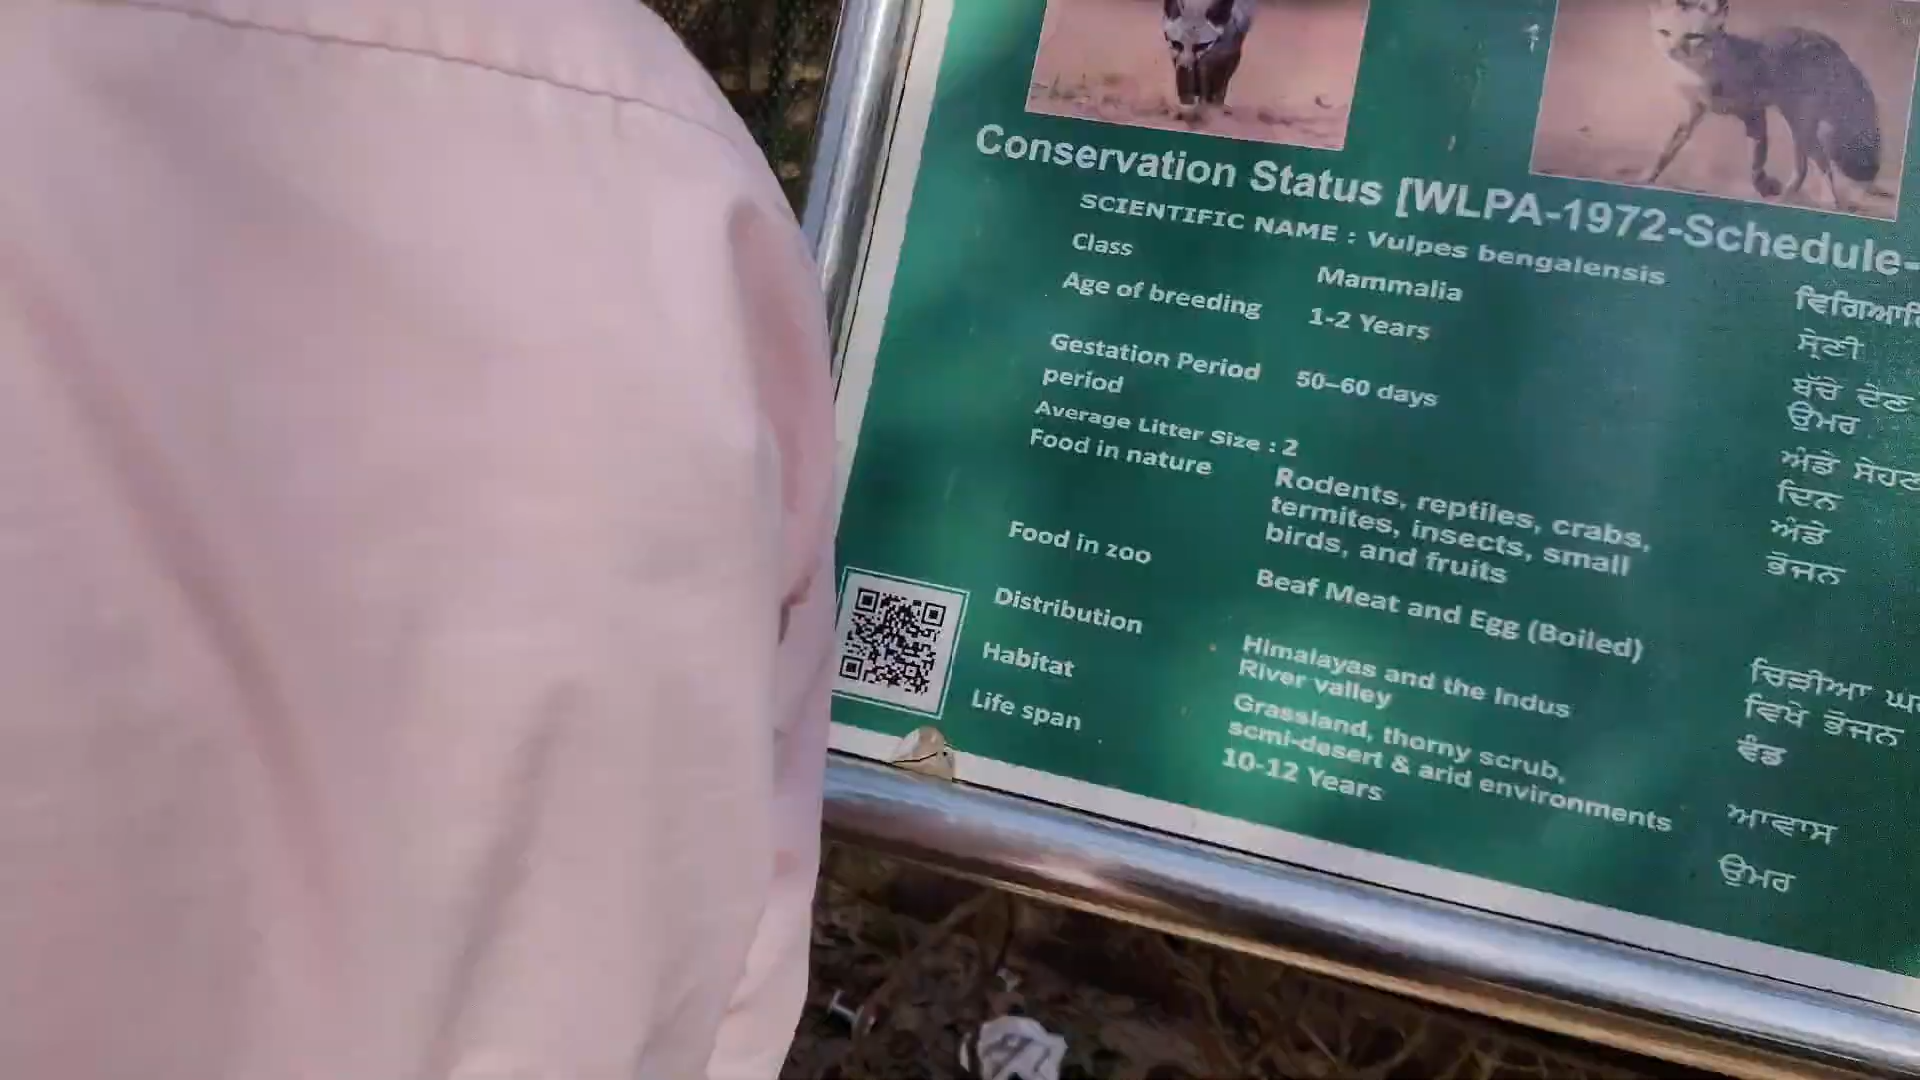 Conservation Status [WLPA-1972-Schedule-
SCIENTIFIC NAME : Vulpes bengalensis
Class Mammalia
Age of breeding 1-2 Years
Gestation Period 50–60 days
period
Average Litter Size : 2
Food in nature Rodents, reptiles, crabs,
termites, insects, small
birds, and fruits
Food in zoo Beaf Meat and Egg (Boiled)
Distribution Himalayas and the Indus
River valley
Habitat Grassland, thorny scrub,
scmi-desert & arid environments
Life span 10-12 Years
ਸ਼੍ਰੇਣੀ
ਬੱਚੇ ਦੇਣ
ਉਮਰ
ਅੰਡੇ
ਦਿਨ
ਅੰਡੇ
ਭੋਜਨ
ਚਿੜੀਆ
ਵਿਖੇ ਭੋਜਨ
ਵੰਡ
ਆਵਾਸ
ਉਮਰ